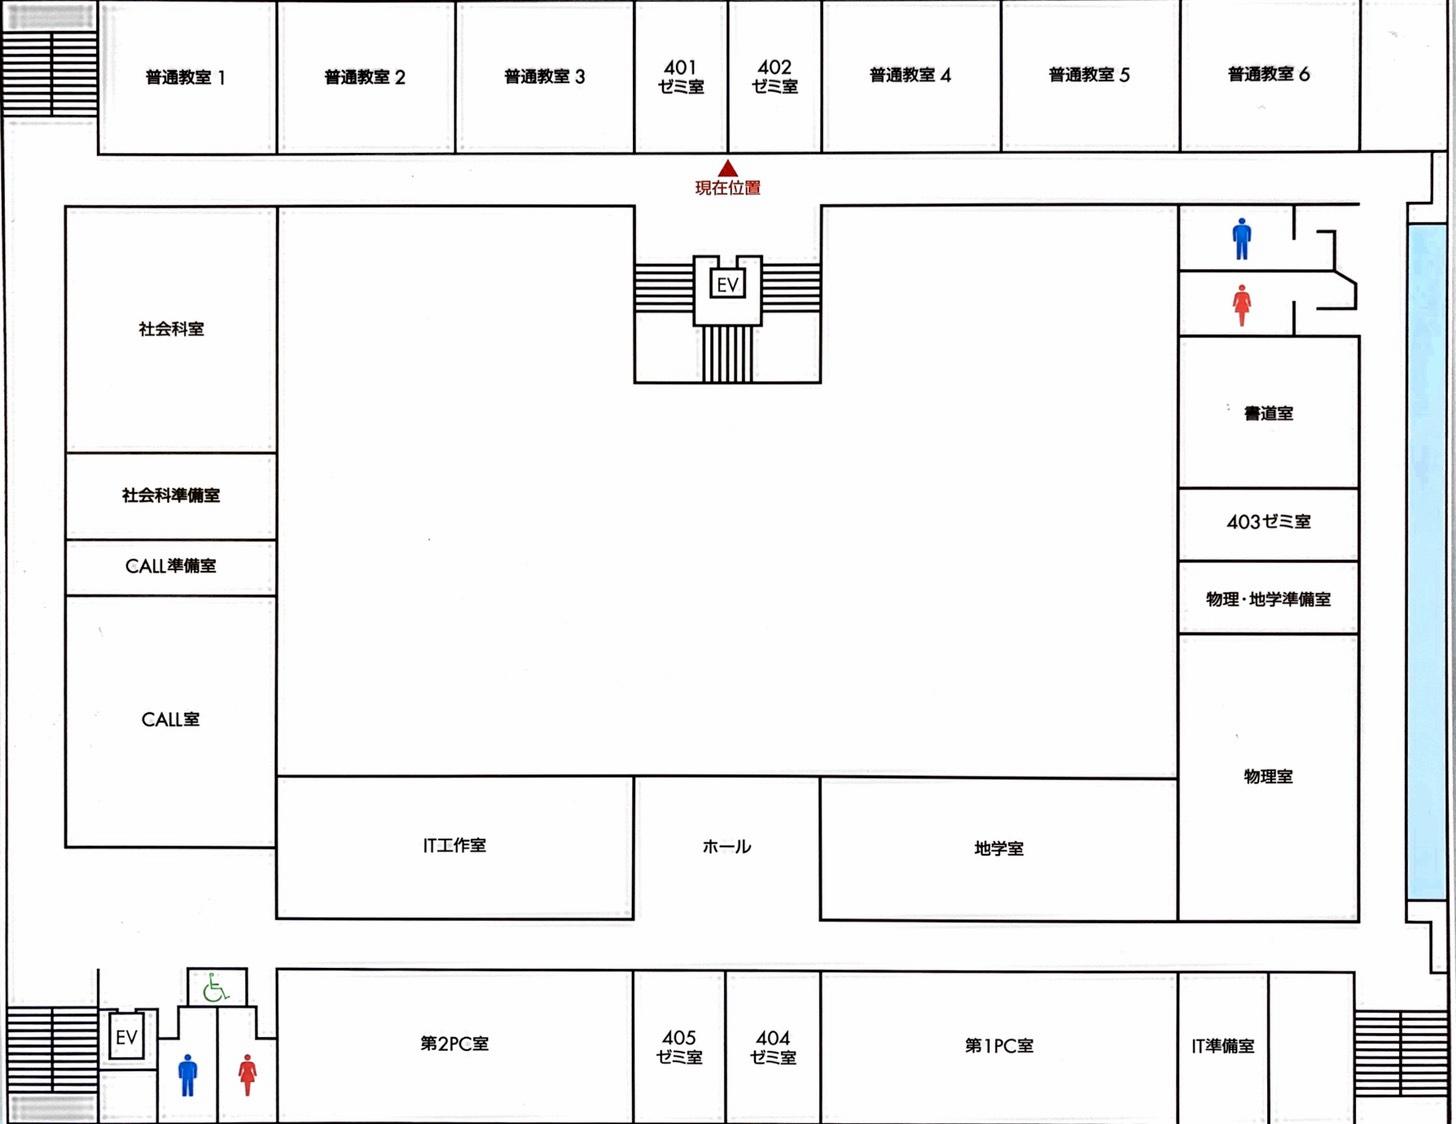 普通教室 1
普通教室 2
普通教室 3
401
ゼミ室
402
ゼミ室
普通教室 4
普通教室 5
普通教室 6
現在位置
EV
社会科室
社会科準備室
CALL準備室
CALL室
書道室
403ゼミ室
物理・地学準備室
物理室
IT工作室
ホール
地学室
EV
第2PC室
405
ゼミ室
404
ゼミ室
第1PC室
IT準備室